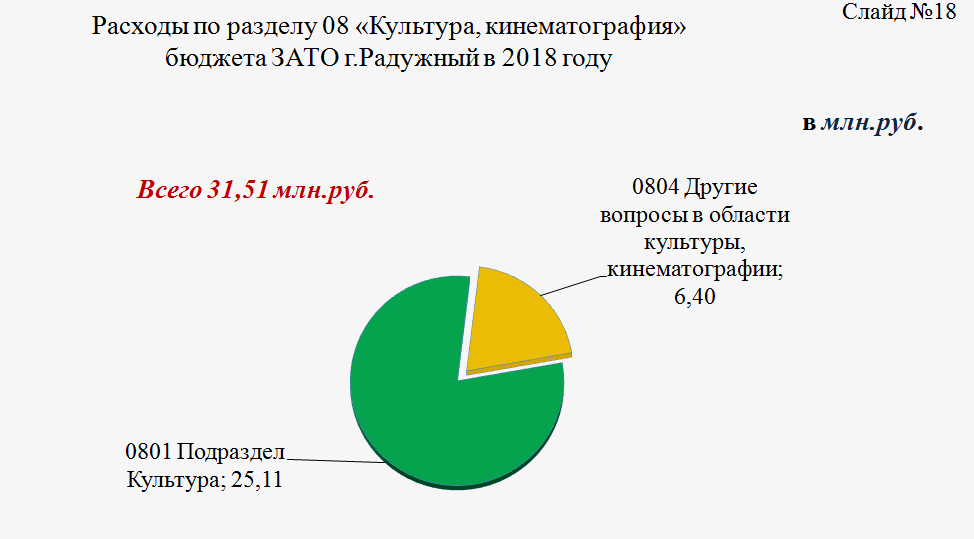 Слайд №18
Расходы по разделу 08 «Культура, кинематография»
бюджета ЗАТО г.Радужный в 2018 году
в млн.руб.
Всего 31,51 млн.руб.
0804 Другие
вопросы в области
культуры,
кинематографии;
6,40
0801 Подраздел
Культура; 25,11